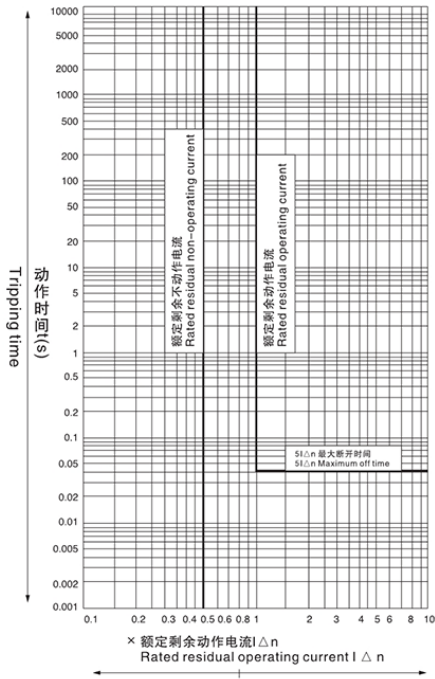 10000
5000
2000
1000
500
200
100
50
20
10
5
2
1
0.5
0.2
0.1
0.05
0.02
0.01
0.005
0.002
0.001
动作时间t(s)
Tripping time
额定剩余不动作电流
Rated residual non-operating current
额定剩余动作电流
Rated residual operating current
5I△n 最大断开时间
5I△n Maximum off time
0.1 0.2 0.3 0.4 0.5 0.6 0.8 1 2 3 4 5 6 8 10
× 额定剩余动作电流I△n
Rated residual operating current I △ n